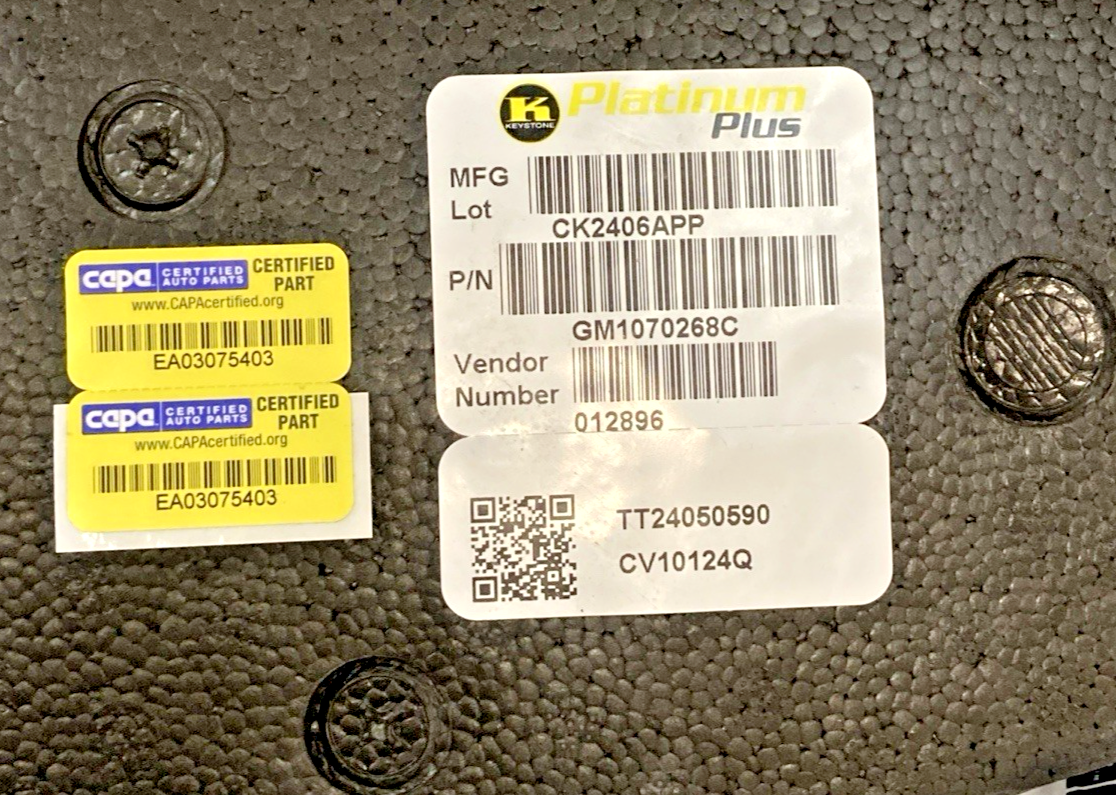 K
KEYSTONE
Platinum
Plus
MFG
Lot
CK2406APP
P/N
GM1070268C
Vendor
Number
012896
TT24050590
CV10124Q
capa CERTIFIED
AUTO PARTS
CERTIFIED
PART
www.CAPAcertified.org
EA03075403
capa CERTIFIED
AUTO PARTS
CERTIFIED
PART
www.CAPAcertified.org
EA03075403